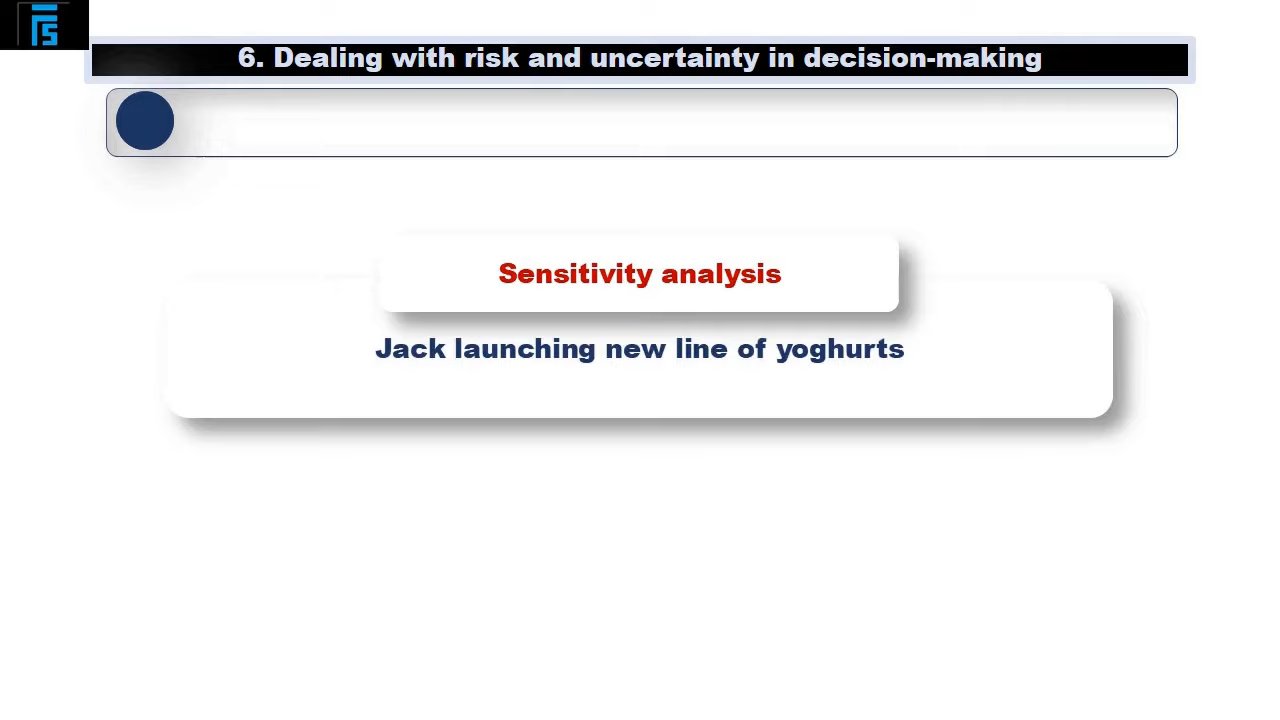 6. Dealing with risk and uncertainty in decision-making
Sensitivity analysis
Jack launching new line of yoghurts